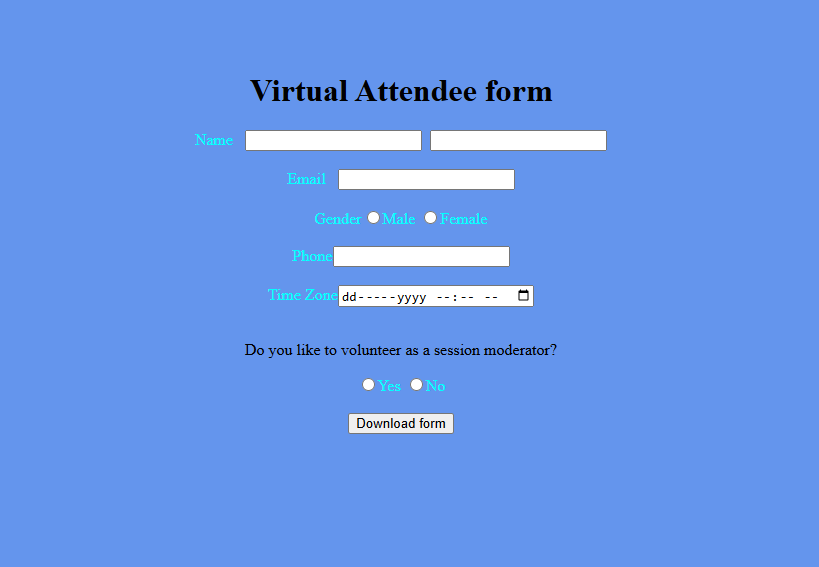 Virtual Attendee form
Name
Email
Gender Male Female
Phone
Time Zone dd-----yyyy --:-- --
Do you like to volunteer as a session moderator?
Yes No
Download form